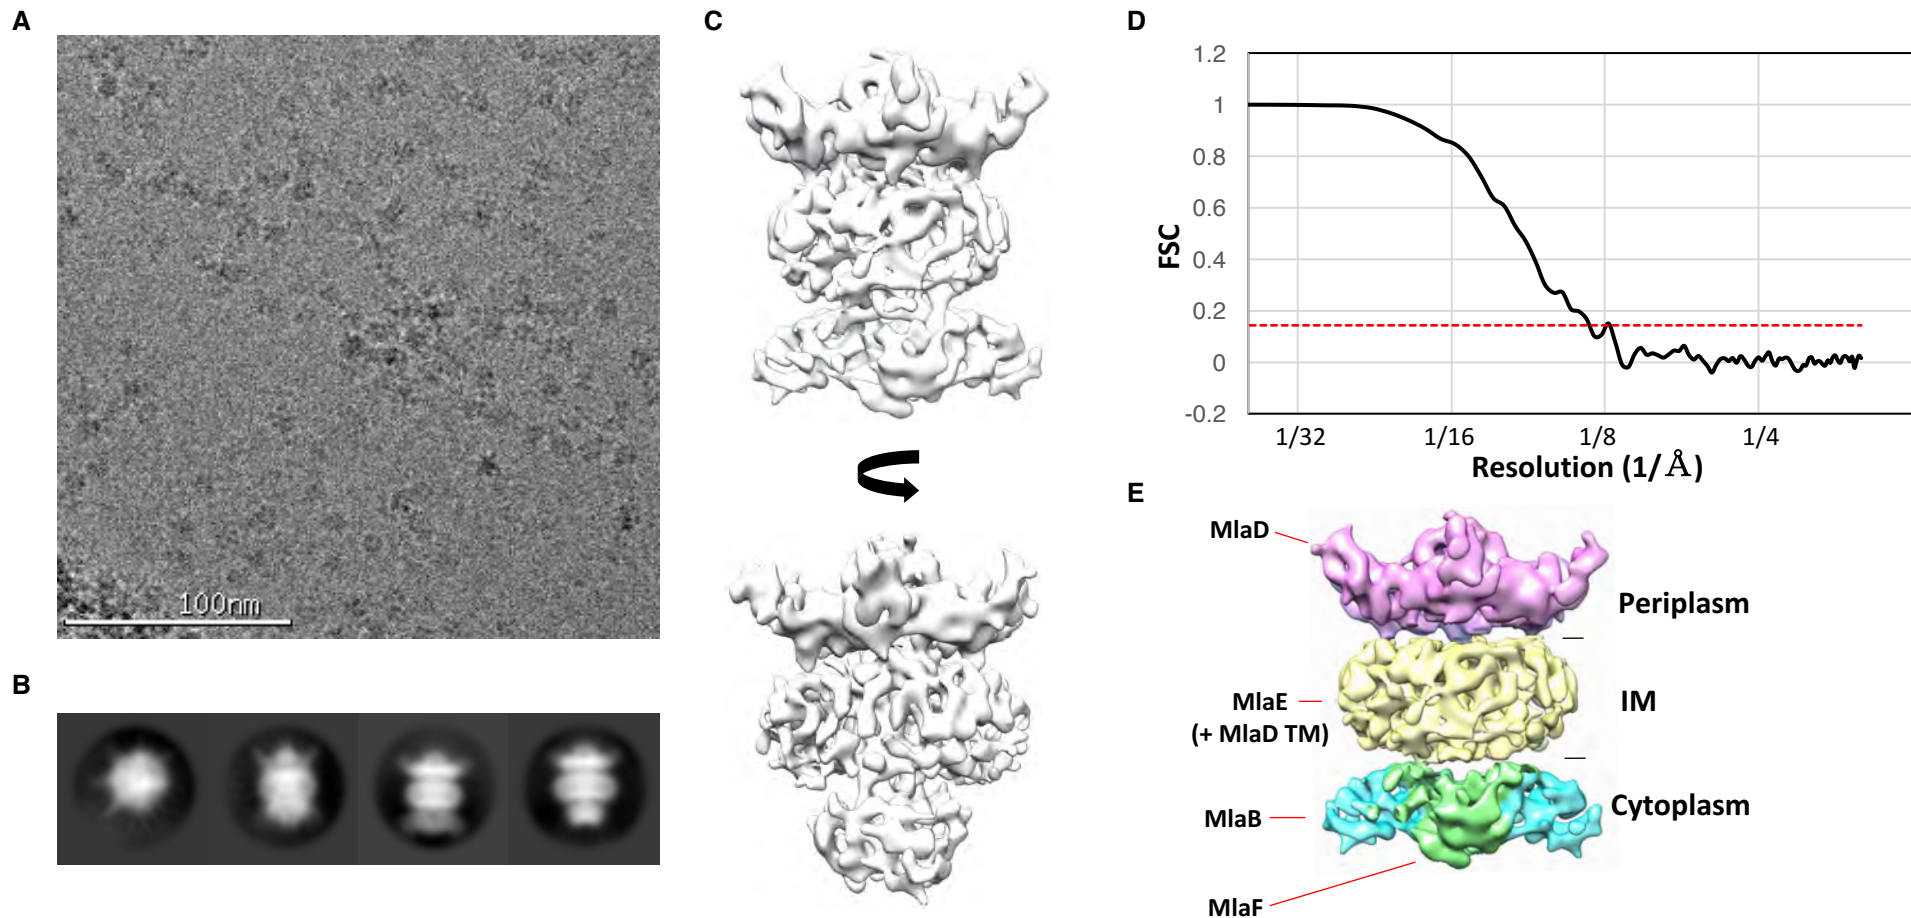 A
100nm
B
C
D
1.2
1
0.8
0.6
0.4
0.2
0
-0.2
FSC
1/32 1/16 1/8 1/4
Resolution (1/Å)
E
MlaD
Periplasm
MlaE
(+ MlaD TM)
IM
MlaB
Cytoplasm
MlaF